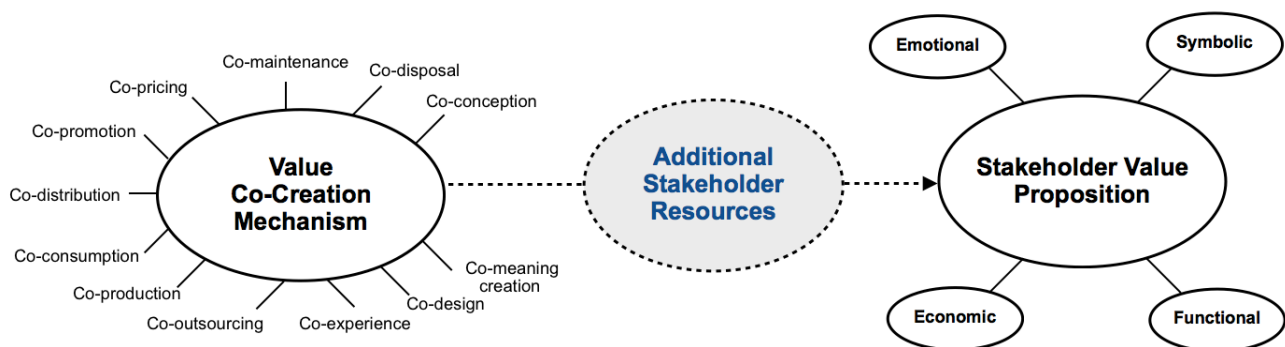 Co-maintenance
Co-disposal
Co-pricing
Co-conception
Co-promotion
Co-distribution
Co-consumption
Co-production
Co-outsourcing
Co-experience
Co-design
Co-meaning
creation
Value
Co-Creation
Mechanism
Additional
Stakeholder
Resources
Emotional
Symbolic
Stakeholder Value
Proposition
Economic
Functional